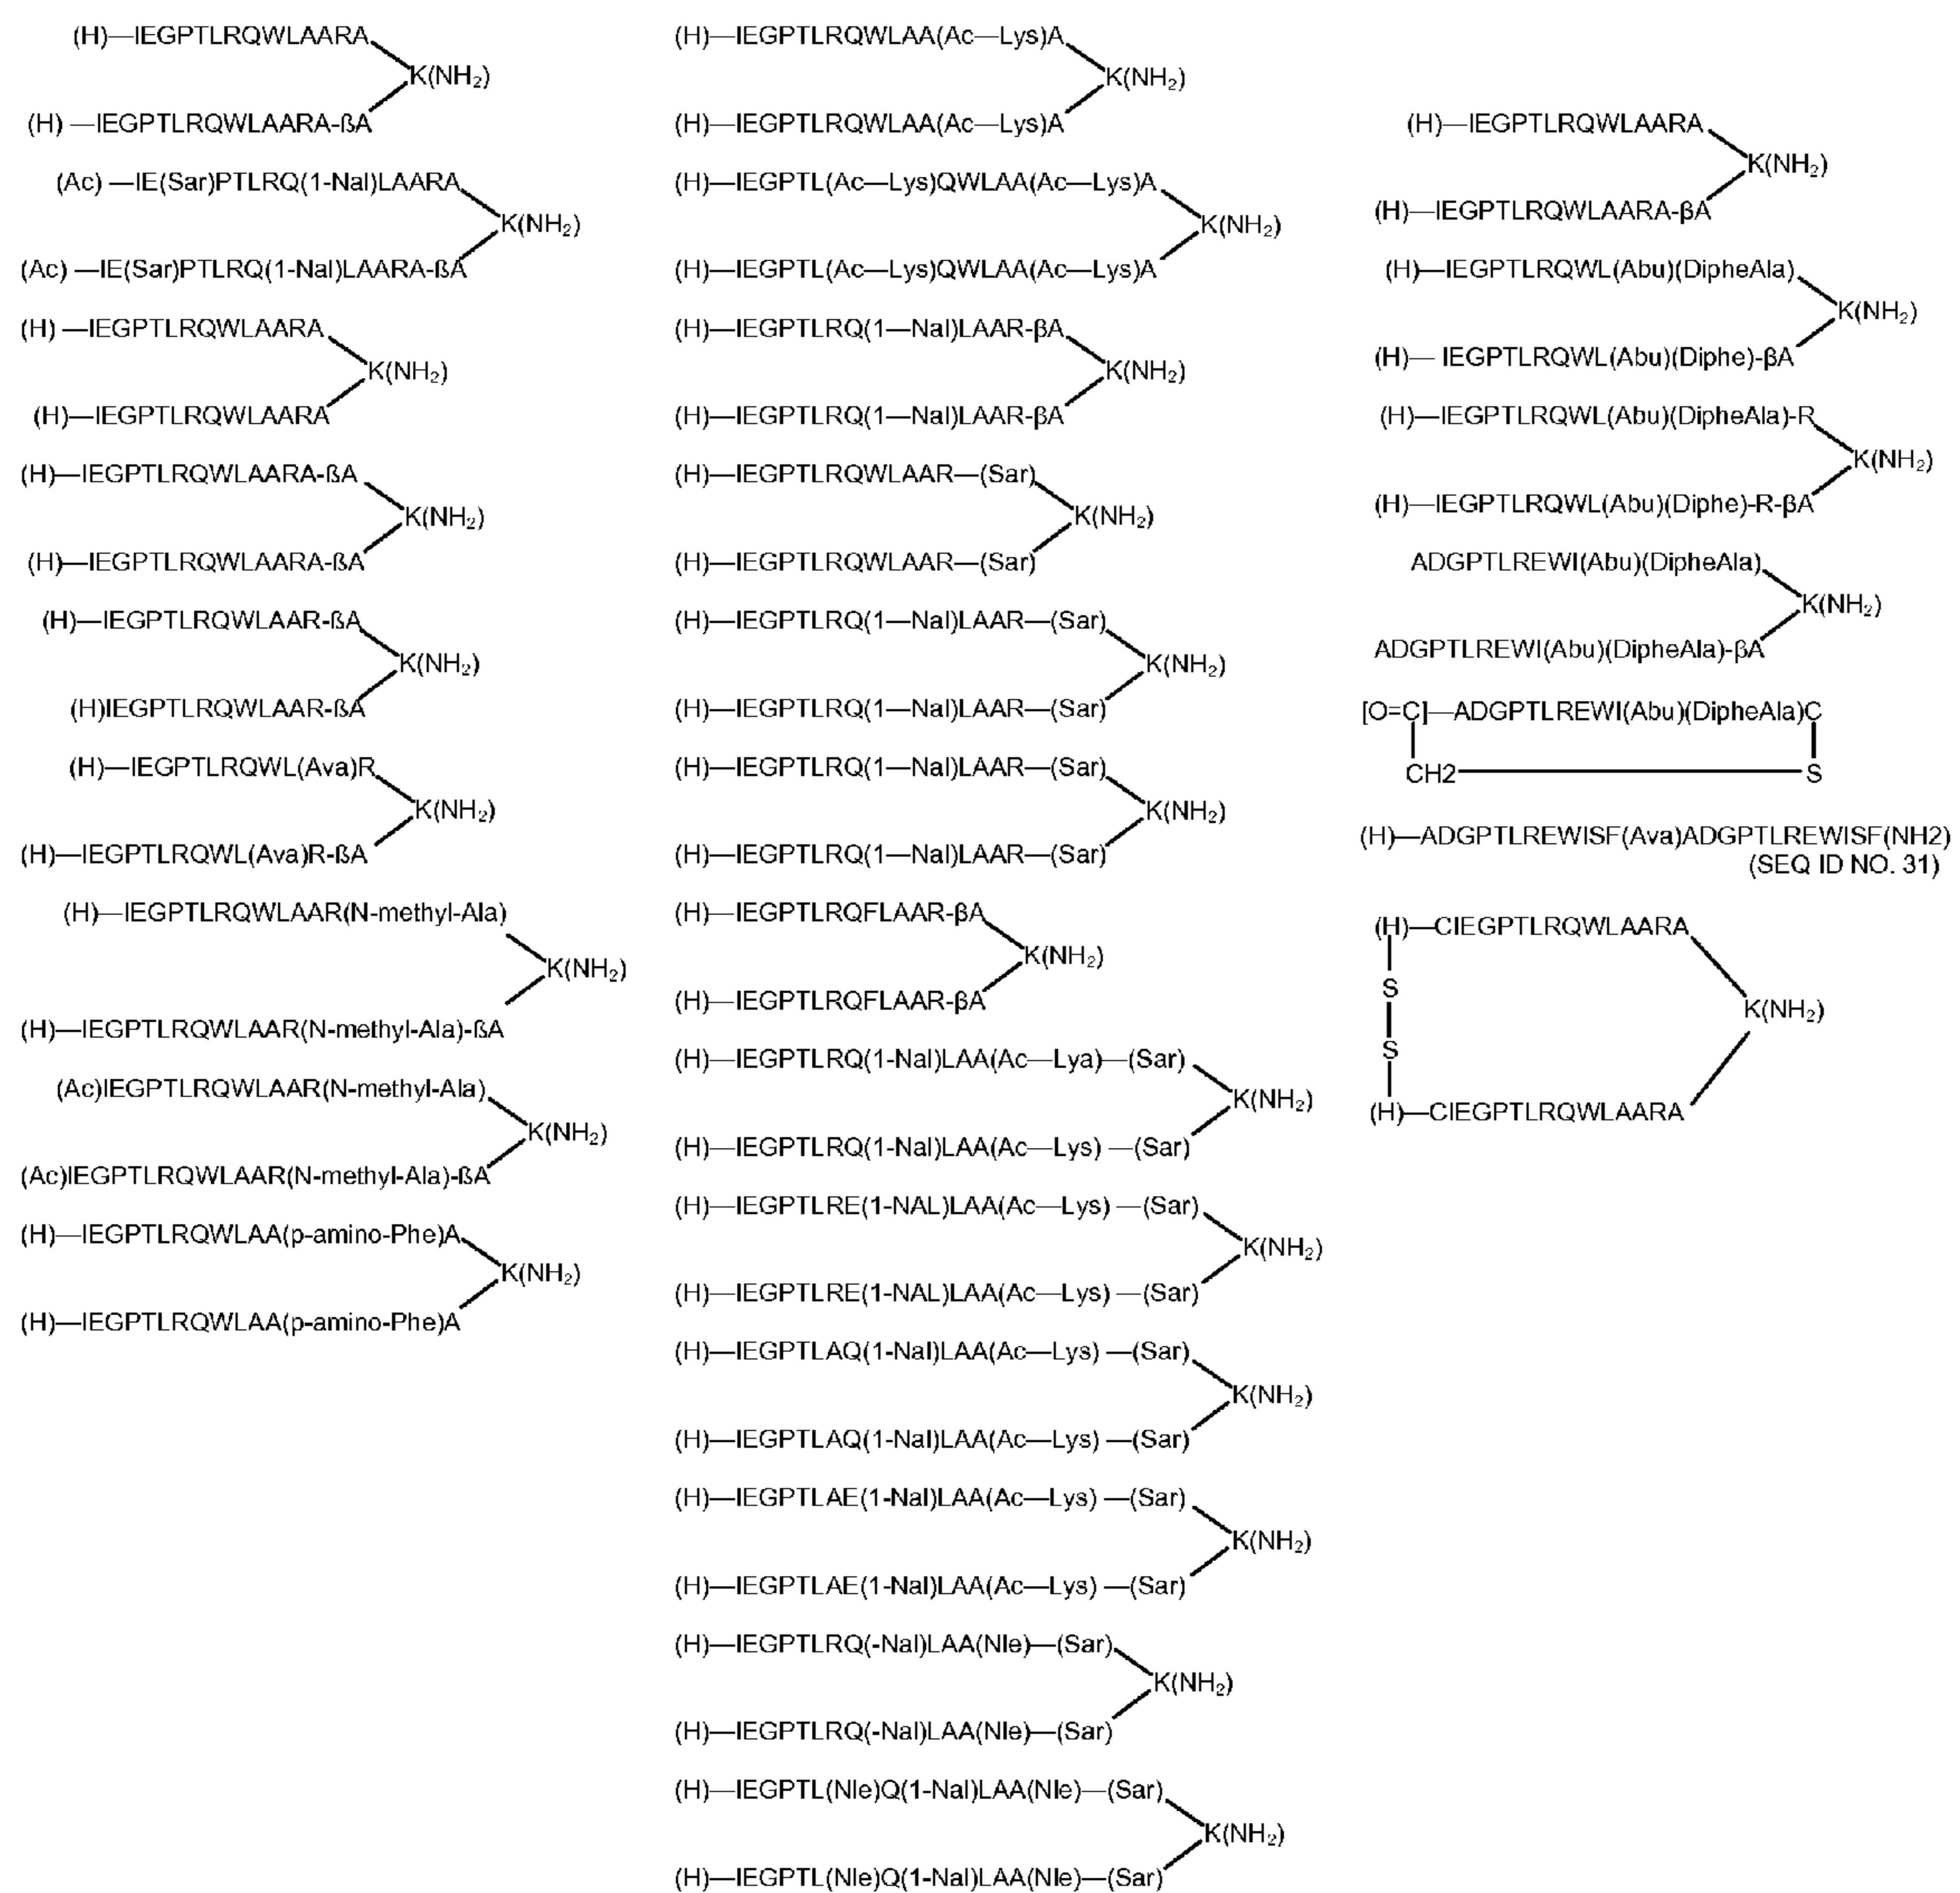 (H)—IEGPTLRQWLAARA
K(NH₂)
(H) —IEGPTLRQWLAARA-ßA
(Ac) —IE(Sar)PTLRQ(1-Nal)LAARA
K(NH₂)
(Ac) —IE(Sar)PTLRQ(1-Nal)LAARA-ßA
(H) —IEGPTLRQWLAARA
K(NH₂)
(H)—IEGPTLRQWLAARA
(H)—IEGPTLRQWLAARA-ßA
K(NH₂)
(H)—IEGPTLRQWLAARA-ßA
(H)—IEGPTLRQWLAAR-ßA
K(NH₂)
(H)IEGPTLRQWLAAR-ßA
(H)—IEGPTLRQWL(Ava)R
K(NH₂)
(H)—IEGPTLRQWL(Ava)R-ßA
(H)—IEGPTLRQWLAAR(N-methyl-Ala)
K(NH₂)
(H)—IEGPTLRQWLAAR(N-methyl-Ala)-ßA
(Ac)IEGPTLRQWLAAR(N-methyl-Ala)
K(NH₂)
(Ac)IEGPTLRQWLAAR(N-methyl-Ala)-ßA
(H)—IEGPTLRQWLAA(p-amino-Phe)A
K(NH₂)
(H)—IEGPTLRQWLAA(p-amino-Phe)A
(H)—IEGPTLRQWLAA(Ac—Lys)A
K(NH₂)
(H)—IEGPTLRQWLAA(Ac—Lys)A
(H)—IEGPTL(Ac—Lys)QWLAA(Ac—Lys)A
K(NH₂)
(H)—IEGPTL(Ac—Lys)QWLAA(Ac—Lys)A
(H)—IEGPTLRQ(1—Nal)LAAR-βA
K(NH₂)
(H)—IEGPTLRQ(1—Nal)LAAR-βA
(H)—IEGPTLRQWLAAR—(Sar)
K(NH₂)
(H)—IEGPTLRQWLAAR—(Sar)
(H)—IEGPTLRQ(1—Nal)LAAR—(Sar)
K(NH₂)
(H)—IEGPTLRQ(1—Nal)LAAR—(Sar)
(H)—IEGPTLRQ(1—Nal)LAAR—(Sar)
K(NH₂)
(H)—IEGPTLRQ(1—Nal)LAAR—(Sar)
(H)—IEGPTLRQFLAAR-βA
K(NH₂)
(H)—IEGPTLRQFLAAR-βA
(H)—IEGPTLRQ(1-Nal)LAA(Ac—Lya)—(Sar)
K(NH₂)
(H)—IEGPTLRQ(1-Nal)LAA(Ac—Lys) —(Sar)
(H)—IEGPTLRE(1-NAL)LAA(Ac—Lys) —(Sar)
K(NH₂)
(H)—IEGPTLRE(1-NAL)LAA(Ac—Lys) —(Sar)
(H)—IEGPTLAQ(1-Nal)LAA(Ac—Lys) —(Sar)
K(NH₂)
(H)—IEGPTLAQ(1-Nal)LAA(Ac—Lys) —(Sar)
(H)—IEGPTLAE(1-Nal)LAA(Ac—Lys) —(Sar)
K(NH₂)
(H)—IEGPTLAE(1-Nal)LAA(Ac—Lys) —(Sar)
(H)—IEGPTLRQ(-Nal)LAA(Nle)—(Sar)
K(NH₂)
(H)—IEGPTLRQ(-Nal)LAA(Nle)—(Sar)
(H)—IEGPTL(Nle)Q(1-Nal)LAA(Nle)—(Sar)
K(NH₂)
(H)—IEGPTL(Nle)Q(1-Nal)LAA(Nle)—(Sar)
(H)—IEGPTLRQWLAARA
K(NH₂)
(H)—IEGPTLRQWLAARA-βA
(H)—IEGPTLRQWL(Abu)(DipheAla)
K(NH₂)
(H)— IEGPTLRQWL(Abu)(Diphe)-βA
(H)—IEGPTLRQWL(Abu)(DipheAla)-R
K(NH₂)
(H)—IEGPTLRQWL(Abu)(Diphe)-R-βA
ADGPTLREWI(Abu)(DipheAla)
K(NH₂)
ADGPTLREWI(Abu)(DipheAla)-βA
[O=C]—ADGPTLREWI(Abu)(DipheAla)C
CH2 S
(H)—ADGPTLREWISF(Ava)ADGPTLREWISF(NH2)
(SEQ ID NO. 31)
(H)—CIEGPTLRQWLAARA
S
K(NH₂)
S
(H)—CIEGPTLRQWLAARA